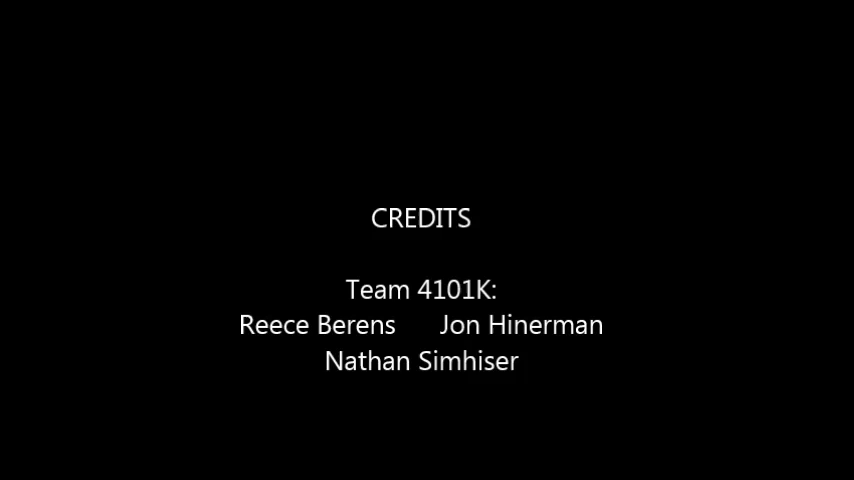 CREDITS
Team 4101K:
Reece Berens Jon Hinerman
Nathan Simhiser